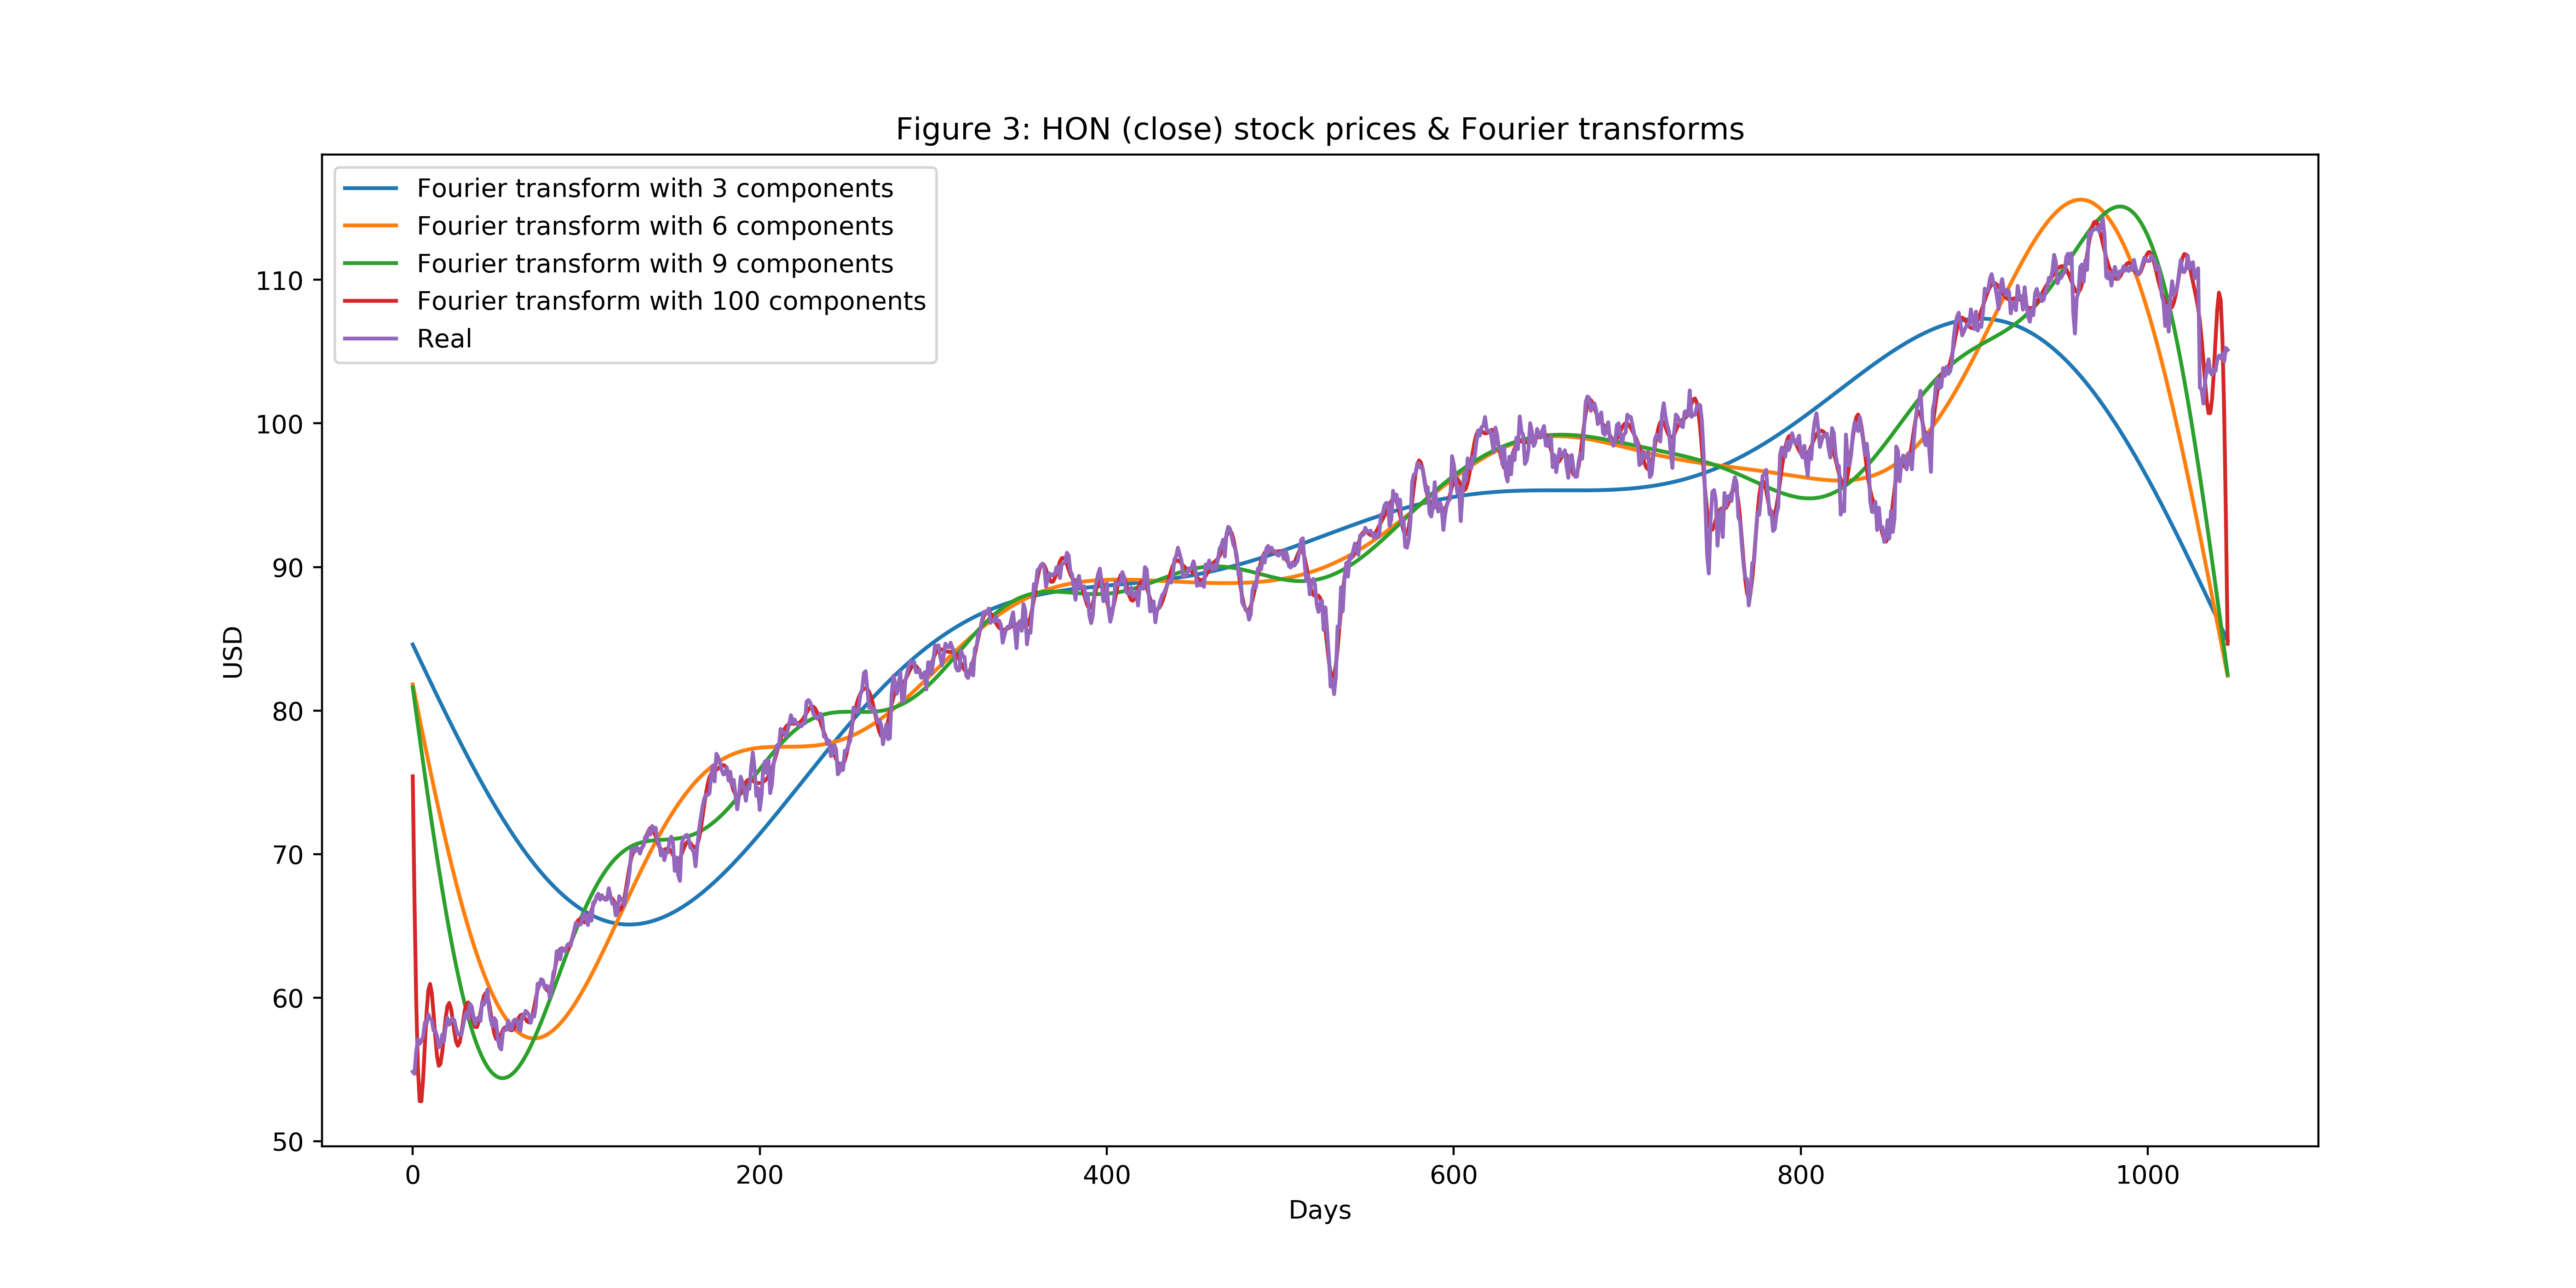 Figure 3: HON (close) stock prices & Fourier transforms
Fourier transform with 3 components
Fourier transform with 6 components
Fourier transform with 9 components
Fourier transform with 100 components
Real
110
100
90
80
70
60
50
USD
0 200 400 600 800 1000
Days